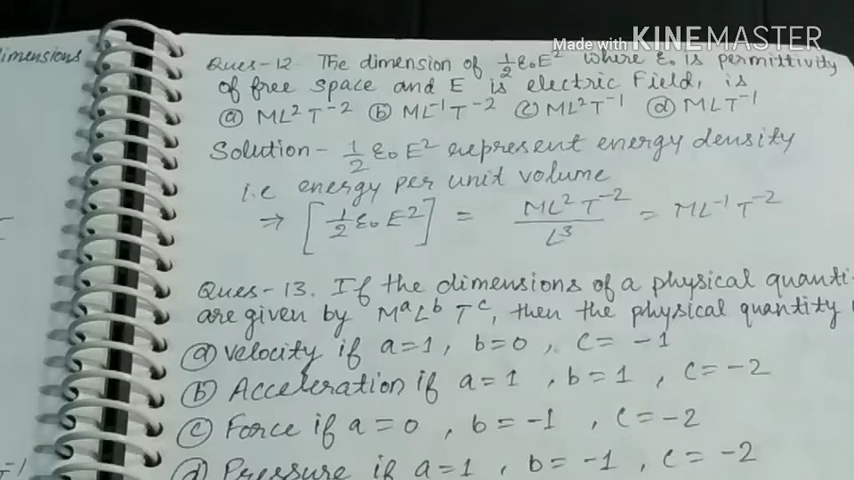 Made with KINEMASTER
dimensions
Ques-12. The dimension of ½ε₀E² where ε₀ is permittivity
of free space and E is electric Field, is
ⓐ ML²T⁻² ⓑ ML⁻¹T⁻² ⓒ ML²T⁻¹ ⓓ MLT⁻¹
Solution - ½ ε₀E² represent energy density
i.e energy per unit volume
⇒ [½ε₀E²] = ML²T⁻²/L³ = ML⁻¹T⁻²
Ques-13. If the dimensions of a physical quanti
are given by MᵃLᵇTᶜ, then the physical quantity
ⓐ Velocity if a=1, b=0, c=-1
ⓑ Acceleration if a=1, b=1, c=-2
ⓒ Force if a=0, b=-1, c=-2
ⓓ Pressure if a=1, b=-1, c=-2